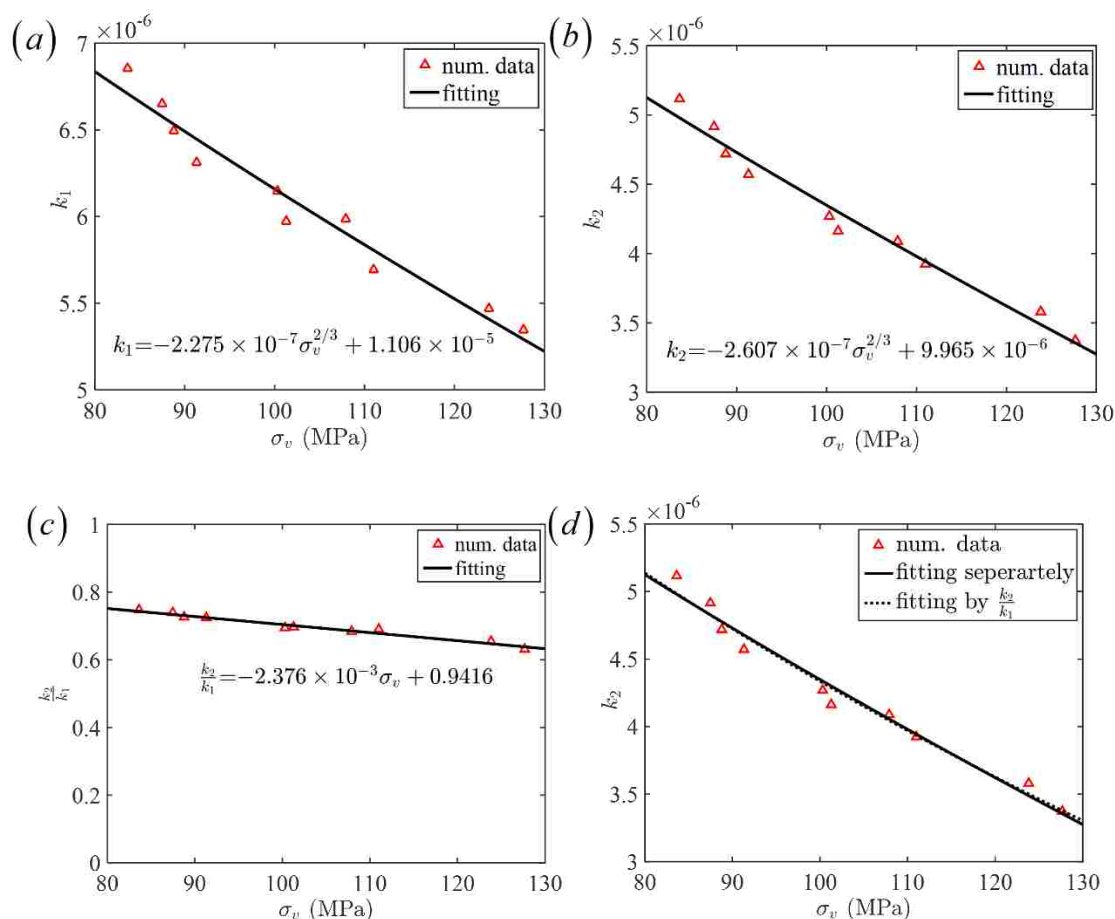 (a)
×10-6
7
6.5
6
5.5
5
k1
num. data
fitting
k1=−2.275 × 10−7σv2/3 + 1.106 × 10−5
80 90 100 110 120 130
σv (MPa)
(b)
×10-6
5.5
5
4.5
4
3.5
3
k2
num. data
fitting
k2=−2.607 × 10−7σv2/3 + 9.965 × 10−6
80 90 100 110 120 130
σv (MPa)
(c)
1
0.8
0.6
0.4
0.2
0
k2/k1
num. data
fitting
k2/k1=−2.376 × 10−3σv + 0.9416
80 90 100 110 120 130
σv (MPa)
(d)
×10-6
5.5
5
4.5
4
3.5
3
k2
num. data
fitting seperartely
fitting by k2/k1
80 90 100 110 120 130
σv (MPa)